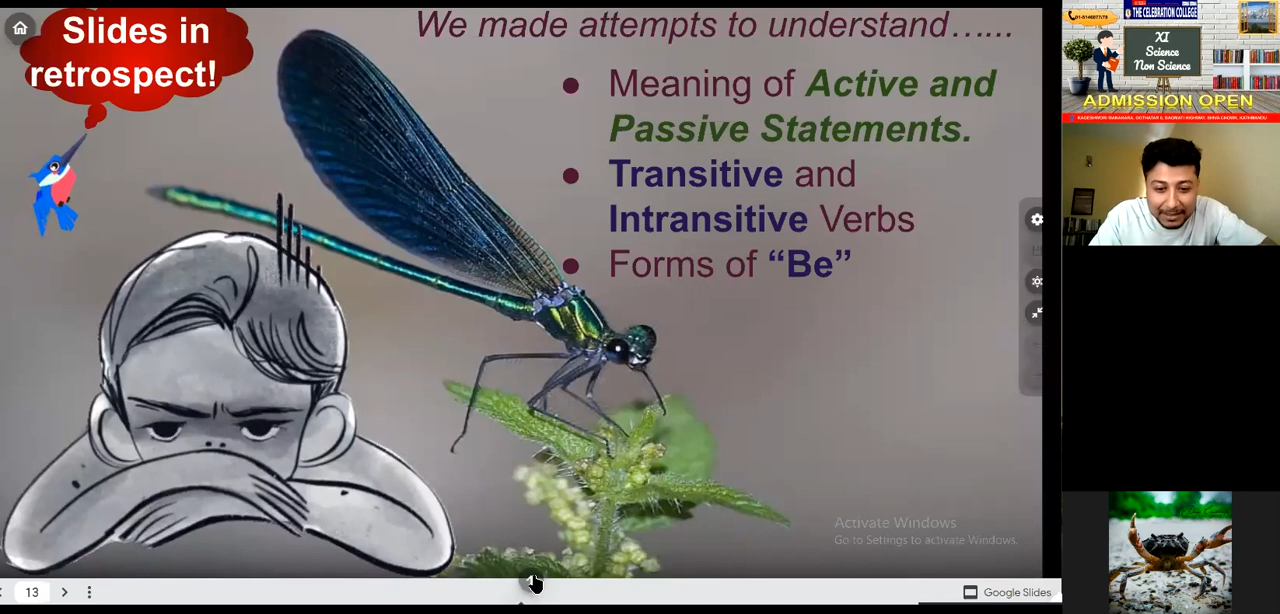 Slides in
retrospect!
We made attempts to understand…...
● Meaning of Active and
Passive Statements.
● Transitive and
Intransitive Verbs
● Forms of “Be”
Activate Windows
Go to Settings to activate Windows.
13
Google Slides
THE CELEBRATION COLLEGE
XI
Science
Non Science
ADMISSION OPEN